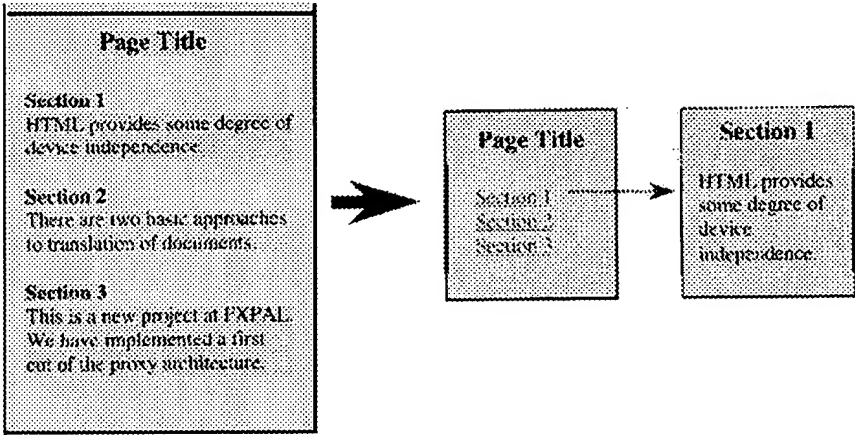 Page Title
Section 1
HTML provides some degree of
device independence.
Section 2
There are two basic approaches
to translation of documents.
Section 3
This is a new project at FXPAL.
We have implemented a first
cut of the proxy architecture.
Page Title
Section 1
Section 2
Section 3
Section 1
HTML provides
some degree of
device
independence.